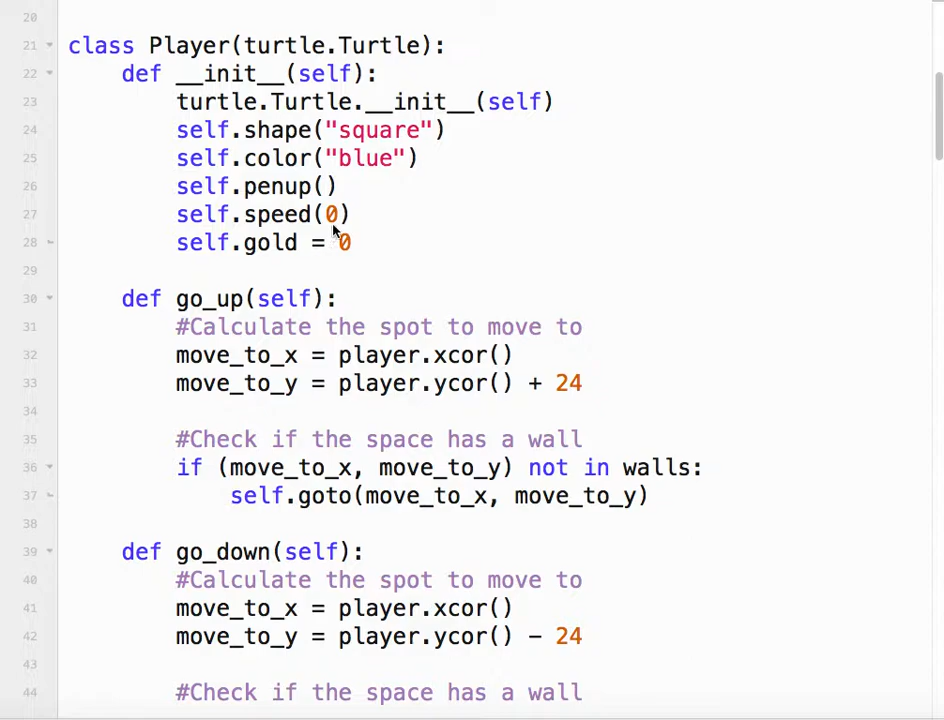 20
21 class Player(turtle.Turtle):
22 def __init__(self):
23 turtle.Turtle.__init__(self)
24 self.shape("square")
25 self.color("blue")
26 self.penup()
27 self.speed(0)
28 self.gold = 0
29
30 def go_up(self):
31 #Calculate the spot to move to
32 move_to_x = player.xcor()
33 move_to_y = player.ycor() + 24
34
35 #Check if the space has a wall
36 if (move_to_x, move_to_y) not in walls:
37 self.goto(move_to_x, move_to_y)
38
39 def go_down(self):
40 #Calculate the spot to move to
41 move_to_x = player.xcor()
42 move_to_y = player.ycor() - 24
43
44 #Check if the space has a wall